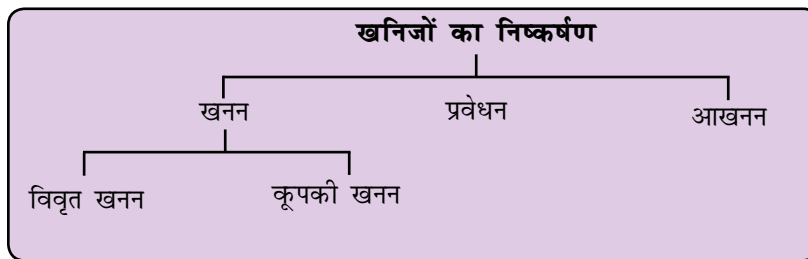 खनिजों का निष्कर्षण
खनन प्रवेधन आखनन
विवृत खनन कूपकी खनन